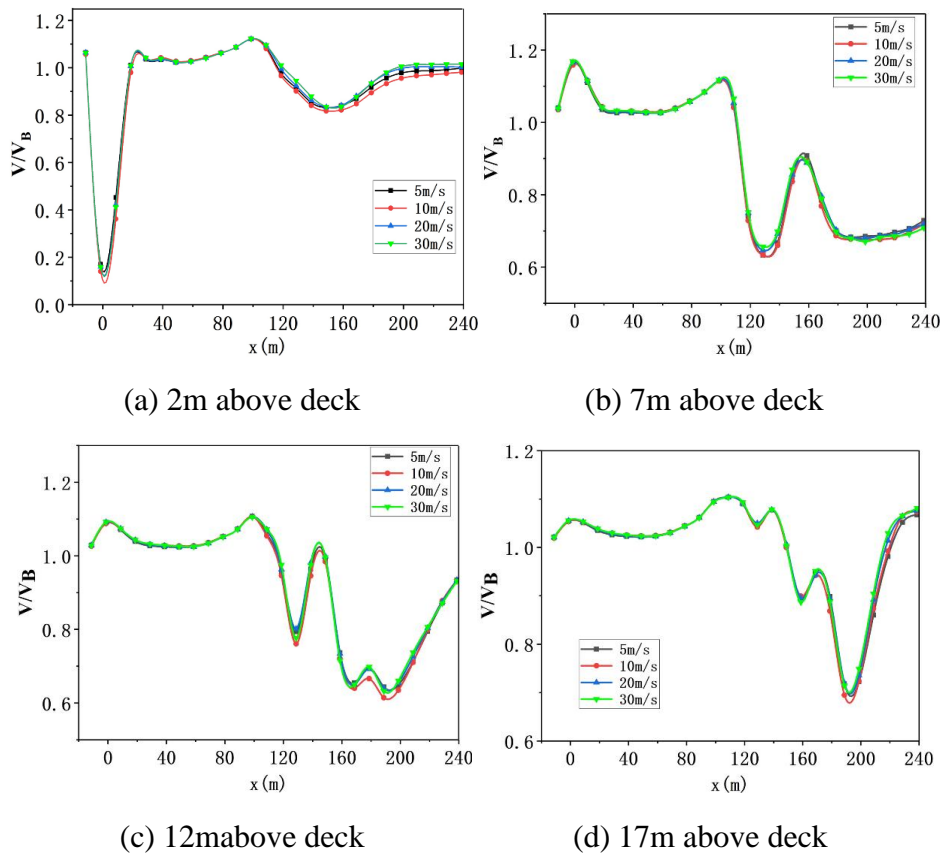 1.2
1.0
0.8
0.6
0.4
0.2
0.0
V/VB
5m/s
10m/s
20m/s
30m/s
0 40 80 120 160 200 240
x(m)
(a) 2m above deck
1.2
1.0
0.8
0.6
V/VB
5m/s
10m/s
20m/s
30m/s
0 40 80 120 160 200 240
x(m)
(b) 7m above deck
1.2
1.0
0.8
0.6
V/VB
5m/s
10m/s
20m/s
30m/s
0 40 80 120 160 200 240
x(m)
(c) 12mabove deck
1.2
1.0
0.8
0.6
V/VB
5m/s
10m/s
20m/s
30m/s
0 40 80 120 160 200 240
x(m)
(d) 17m above deck